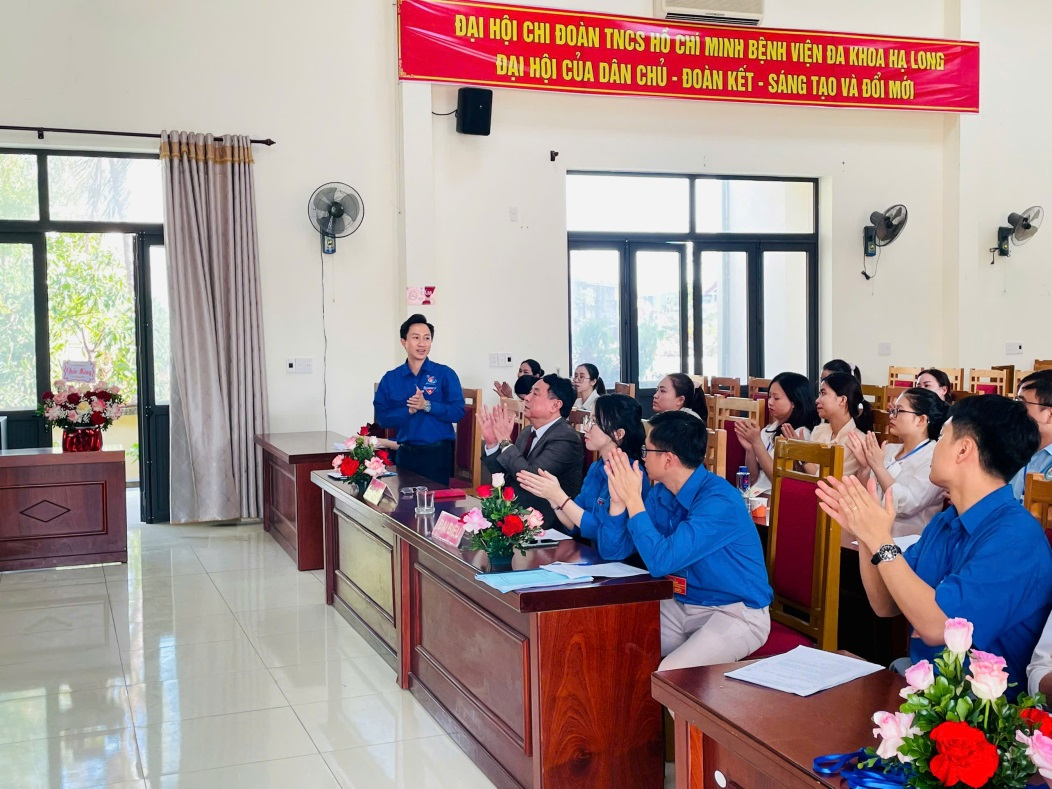 ĐẠI HỘI CHI ĐOÀN TNCS HỒ CHÍ MINH BỆNH VIỆN ĐA KHOA HẠ LONG
ĐẠI HỘI CỦA DÂN CHỦ - ĐOÀN KẾT - SÁNG TẠO VÀ ĐỔI MỚI